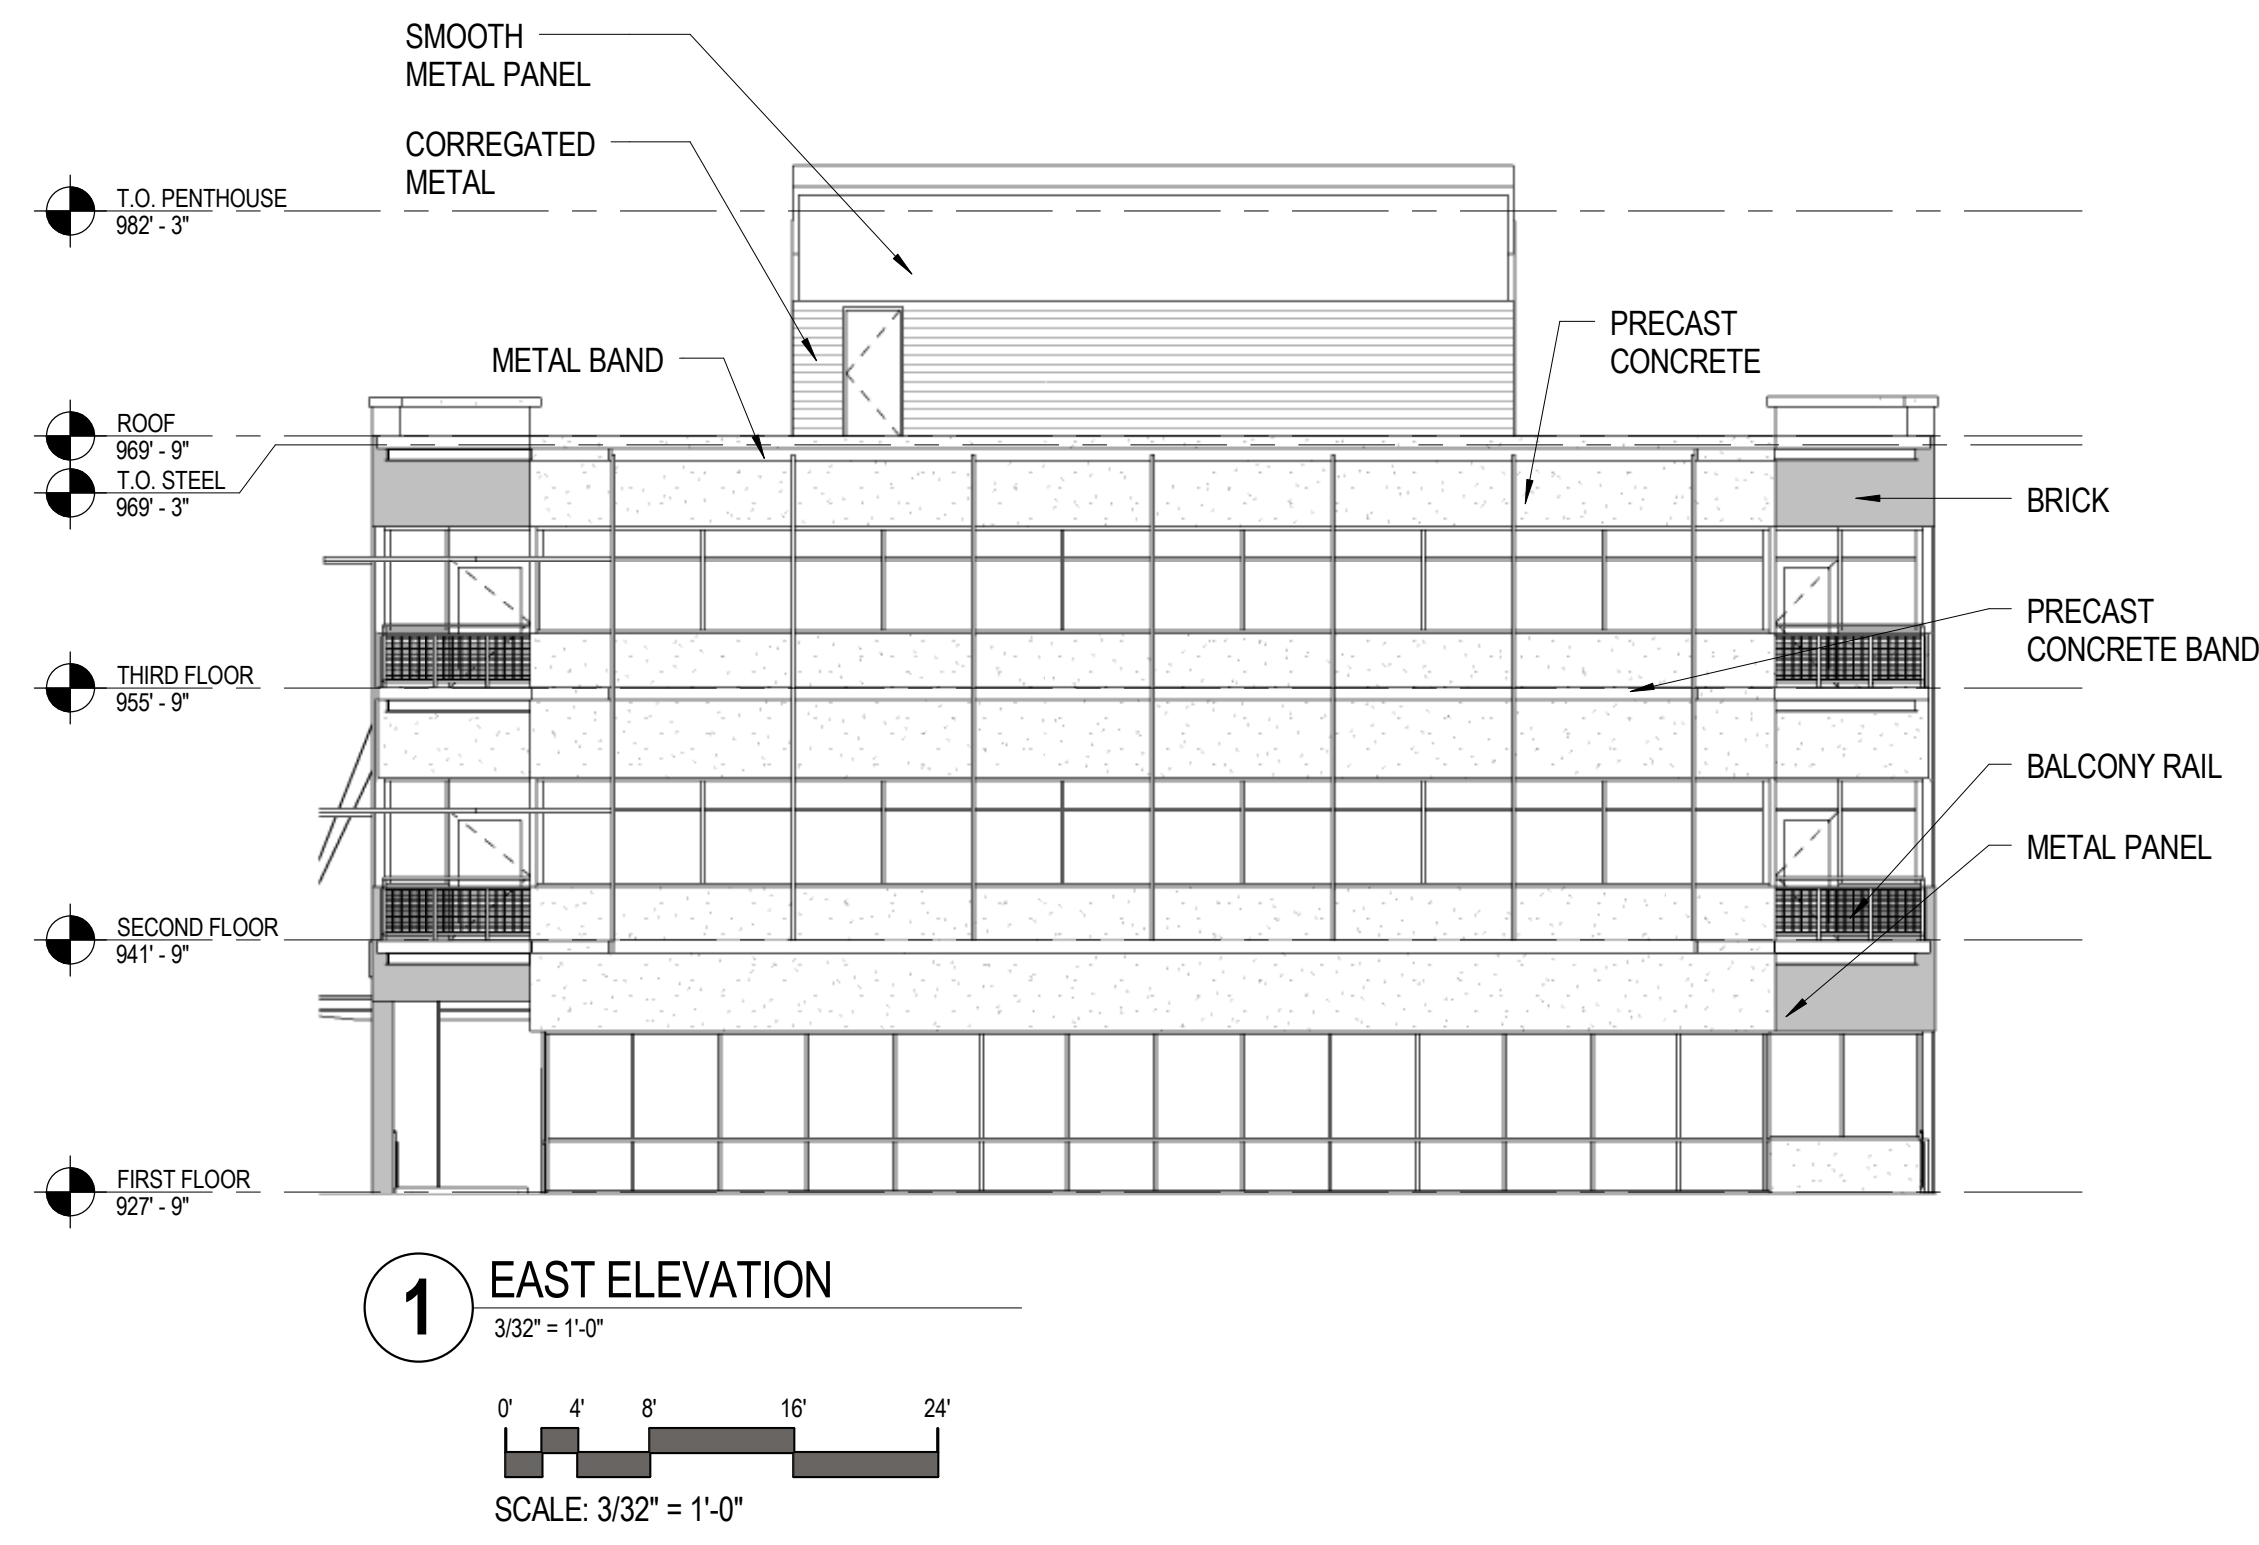 SMOOTH
METAL PANEL
CORREGATED
METAL
T.O. PENTHOUSE
982' - 3"
PRECAST
CONCRETE
METAL BAND
ROOF
969' - 9"
T.O. STEEL
969' - 3"
BRICK
PRECAST
CONCRETE BAND
THIRD FLOOR
955' - 9"
BALCONY RAIL
METAL PANEL
SECOND FLOOR
941' - 9"
FIRST FLOOR
927' - 9"
1 EAST ELEVATION
3/32" = 1'-0"
0' 4' 8' 16' 24'
SCALE: 3/32" = 1'-0"